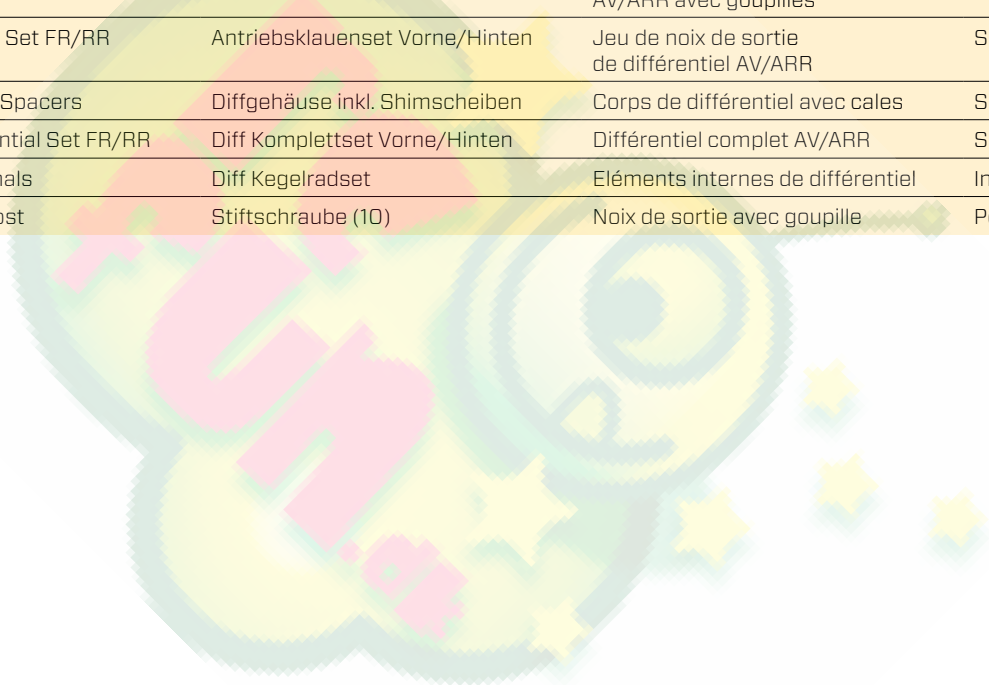 AV/ARR avec goupilles
Set FR/RR Antriebsklauenset Vorne/Hinten Jeu de noix de sortie S
de différentiel AV/ARR
Spacers Diffgehäuse inkl. Shimscheiben Corps de différentiel avec cales S
ntial Set FR/RR Diff Komplettset Vorne/Hinten Différentiel complet AV/ARR S
nals Diff Kegelradset Eléments internes de différentiel In
ost Stiftschraube (10) Noix de sortie avec goupille P
fun.dk